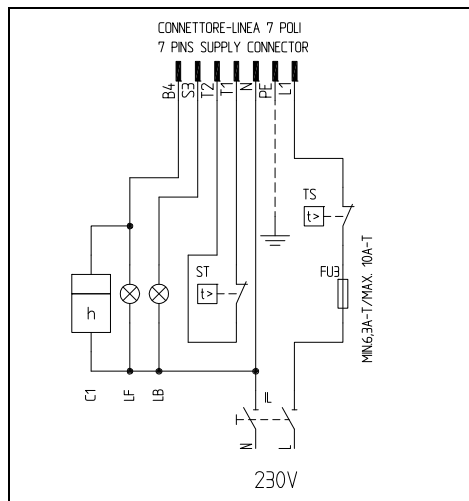 CONNETTORE-LINEA 7 POLI
7 PINS SUPPLY CONNECTOR
B4
S3
T2
T1
N
PE
L1
TS
t>
ST
t>
FU3
MIN.6,3A-T/MAX. 10A-T
h
C1
LF
LB
IL
N
L
230V